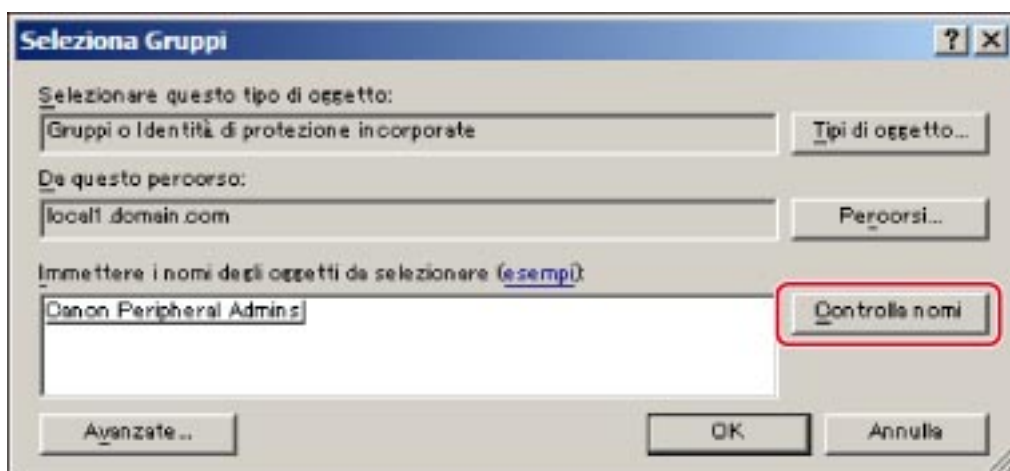 Seleziona Gruppi
Selezionare questo tipo di oggetto:
Gruppi o Identità di protezione incorporate
Tipi di oggetto...
Da questo percorso:
local1.domain.com
Percorsi...
Immettere i nomi degli oggetti da selezionare (esempi):
Canon Peripheral Admins
Controlla nomi
Avanzate...
OK
Annulla